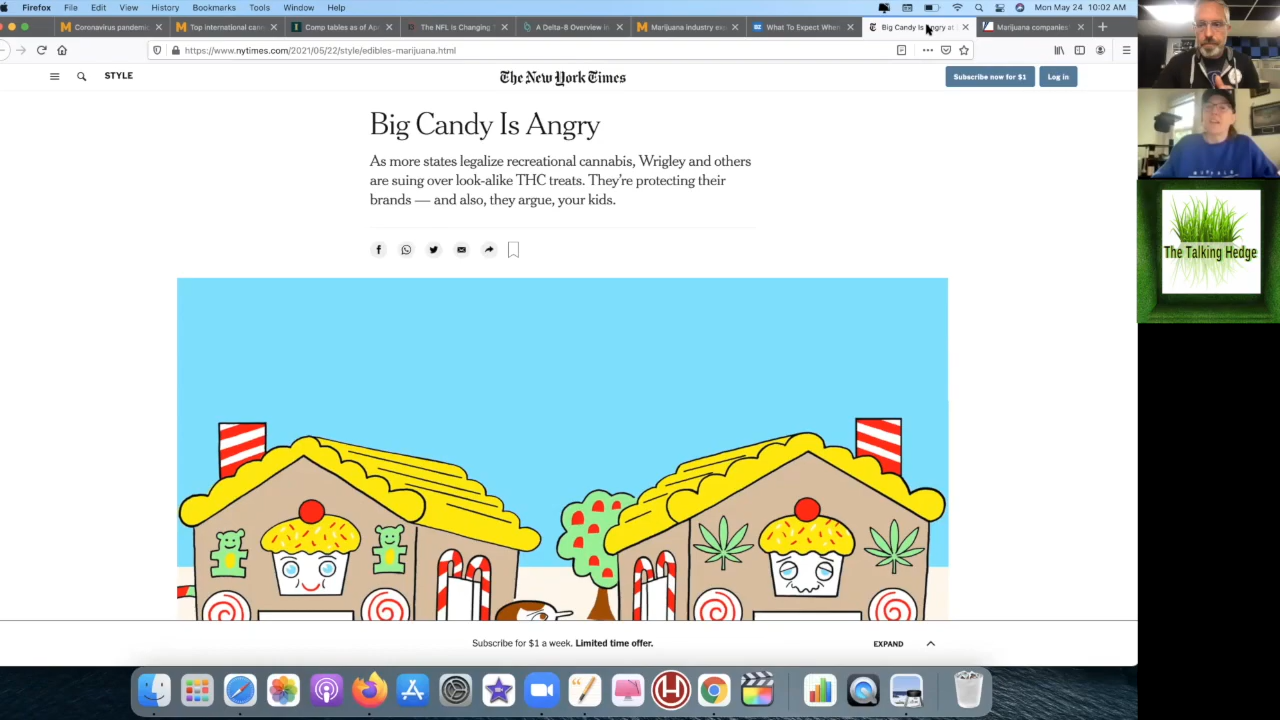 Firefox File Edit View History Bookmarks Tools Window Help Mon May 24 10:02 AM
Coronavirus pandemic Top international cann Comp tables as of Ap The NFL Is Changing A Delta-8 Overview in Marijuana industry exp What To Expect When Big Candy Is Angry at Marijuana companies'
https://www.nytimes.com/2021/05/22/style/edibles-marijuana.html
STYLE
The New York Times
Subscribe now for $1
Log in
Big Candy Is Angry
As more states legalize recreational cannabis, Wrigley and others
are suing over look-alike THC treats. They're protecting their
brands — and also, they argue, your kids.
Subscribe for $1 a week. Limited time offer.
EXPAND
The Talking Hedge